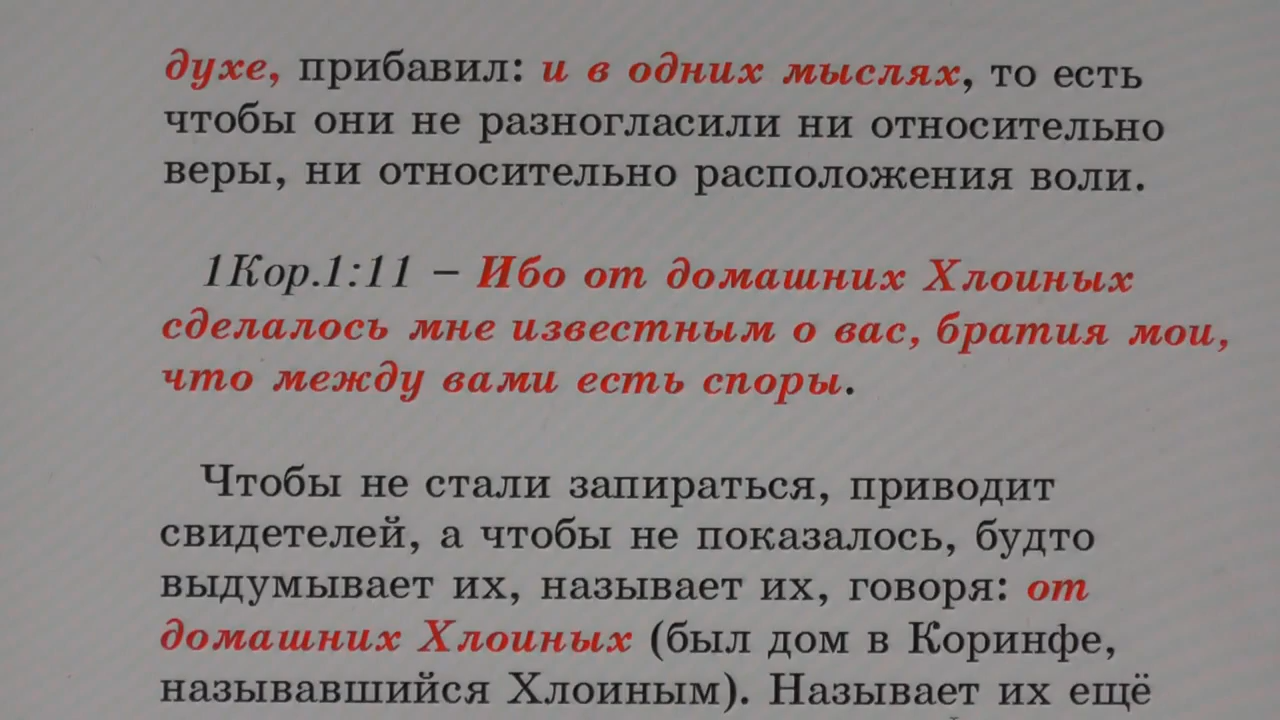 духе, прибавил: и в одних мыслях, то есть
чтобы они не разногласили ни относительно
веры, ни относительно расположения воли.
1Кор.1:11 – Ибо от домашних Хлоиных
сделалось мне известным о вас, братия мои,
что между вами есть споры.
Чтобы не стали запираться, приводит
свидетелей, а чтобы не показалось, будто
выдумывает их, называет их, говоря: от
домашних Хлоиных (был дом в Коринфе,
называвшийся Хлоиным). Называет их ещё